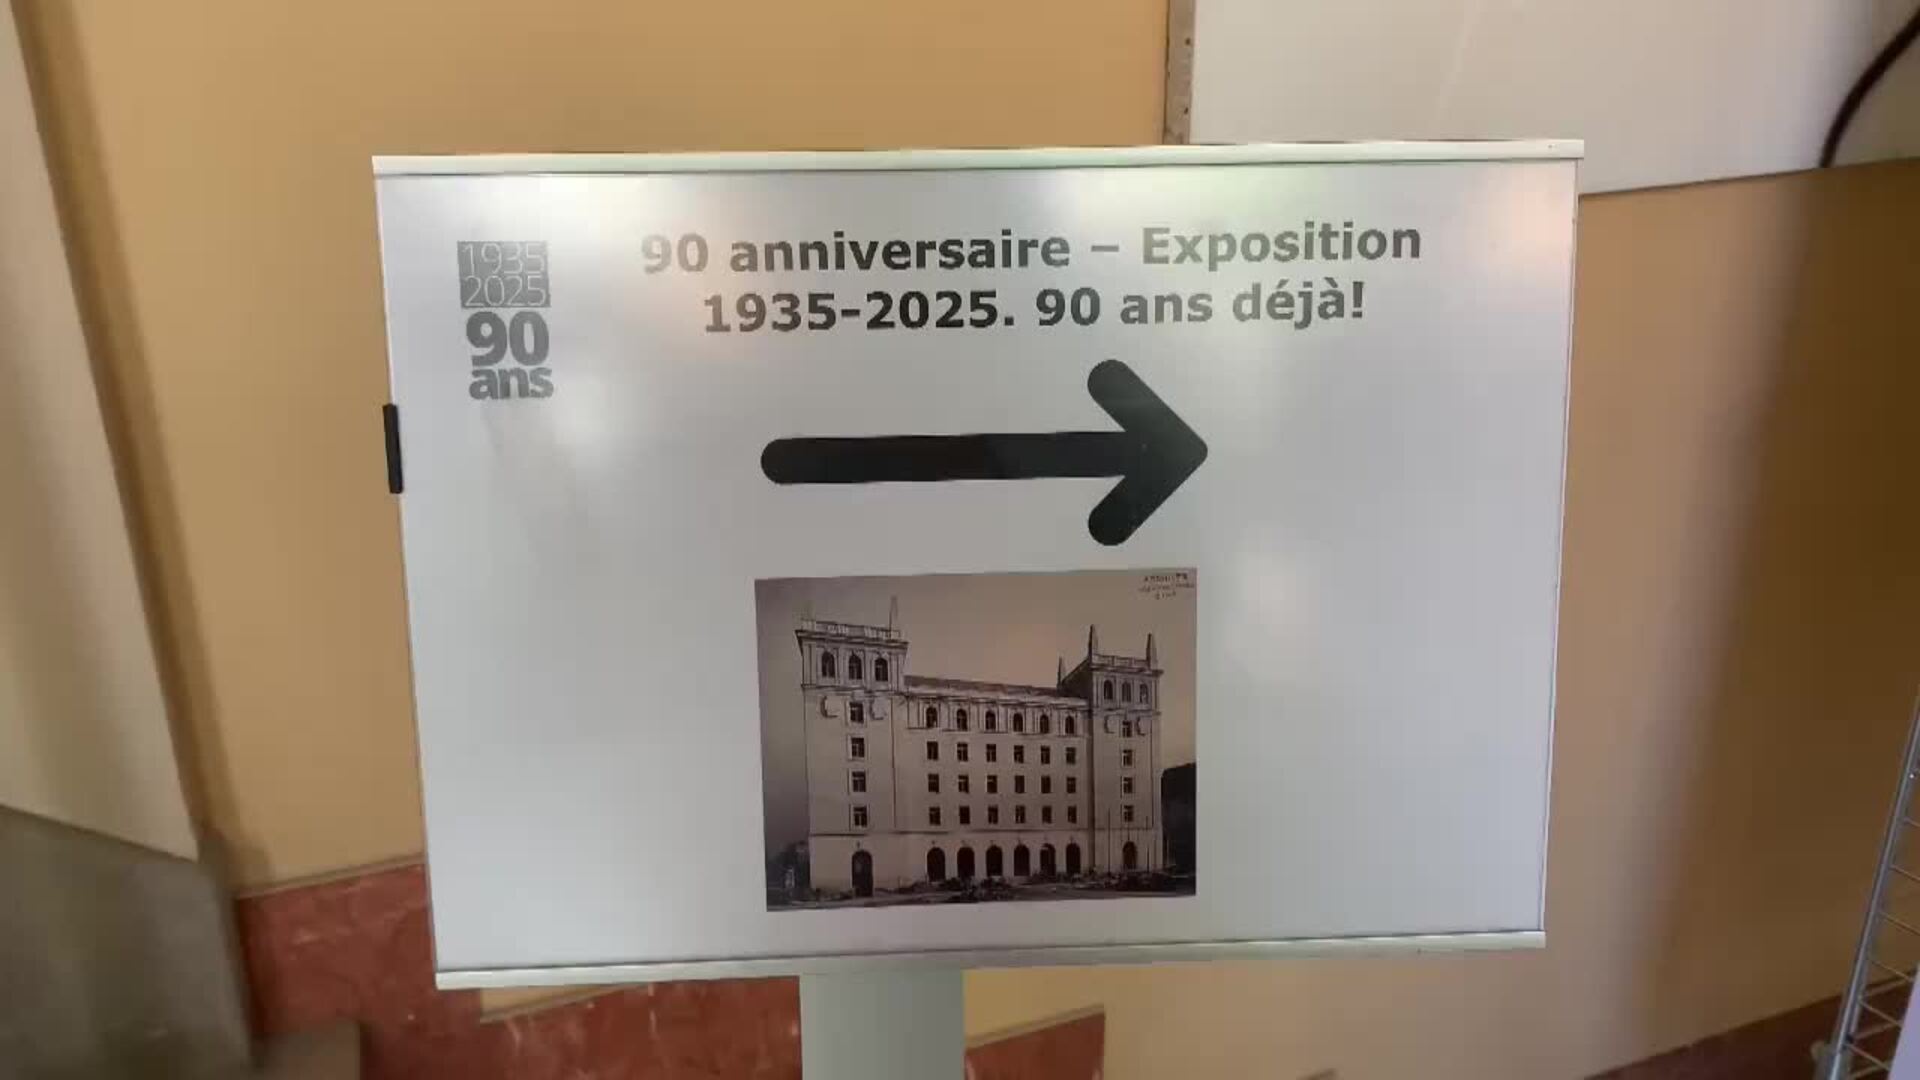 1935
2025
90
ans
90 anniversaire – Exposition
1935-2025. 90 ans déjà!